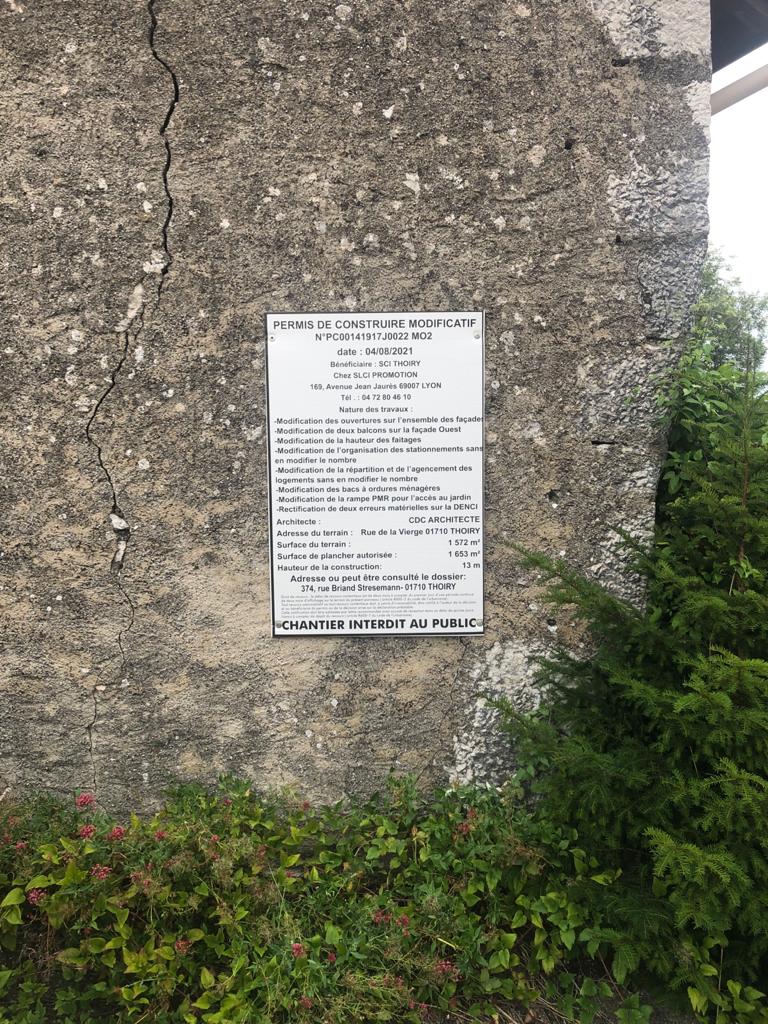 PERMIS DE CONSTRUIRE MODIFICATIF
N°PC00141917J0022 MO2
date : 04/08/2021
Bénéficiaire : SCI THOIRY
Chez SLCI PROMOTION
169, Avenue Jean Jaurès 69007 LYON
Tél . : 04 72 80 46 10
Nature des travaux :
-Modification des ouvertures sur l'ensemble des façades
-Modification de deux balcons sur la façade Ouest
-Modification de la hauteur des faitages
-Modification de l'organisation des stationnements sans
en modifier le nombre
-Modification de la répartition et de l'agencement des
logements sans en modifier le nombre
-Modification des bacs à ordures ménagères
-Modification de la rampe PMR pour l'accès au jardin
-Rectification de deux erreurs matérielles sur la DENCI
Architecte : CDC ARCHITECTE
Adresse du terrain : Rue de la Vierge 01710 THOIRY
Surface du terrain : 1 572 m²
Surface de plancher autorisée : 1 653 m²
Hauteur de la construction: 13 m
Adresse ou peut être consulté le dossier:
374, rue Briand Stresemann- 01710 THOIRY
CHANTIER INTERDIT AU PUBLIC